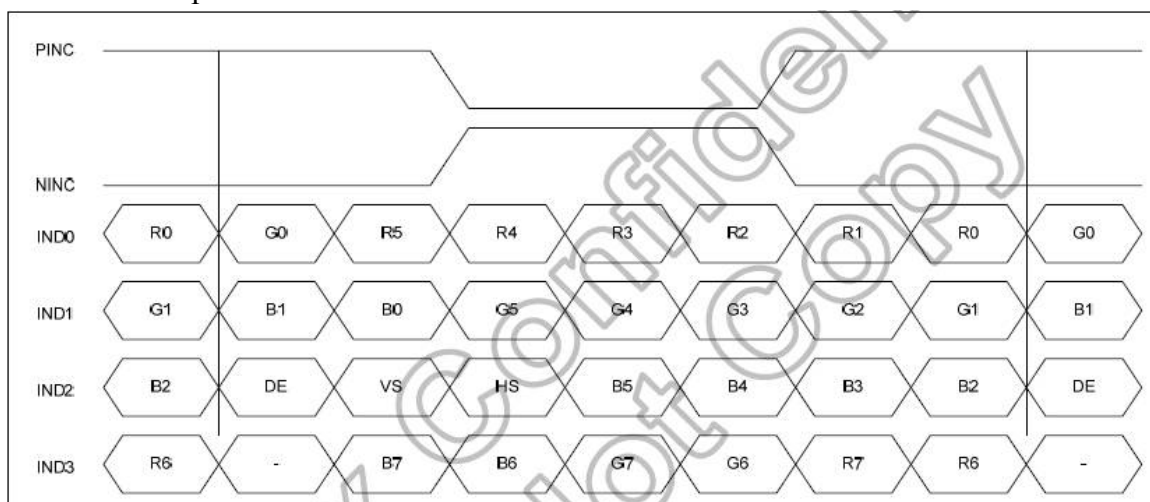 PINC
NINC
IND0 R0 G0 R5 R4 R3 R2 R1 R0 G0
IND1 G1 B1 B0 G5 G4 G3 G2 G1 B1
IND2 B2 DE VS HS B5 B4 B3 B2 DE
IND3 R6 - B7 B6 G7 G6 R7 R6 -
Copy